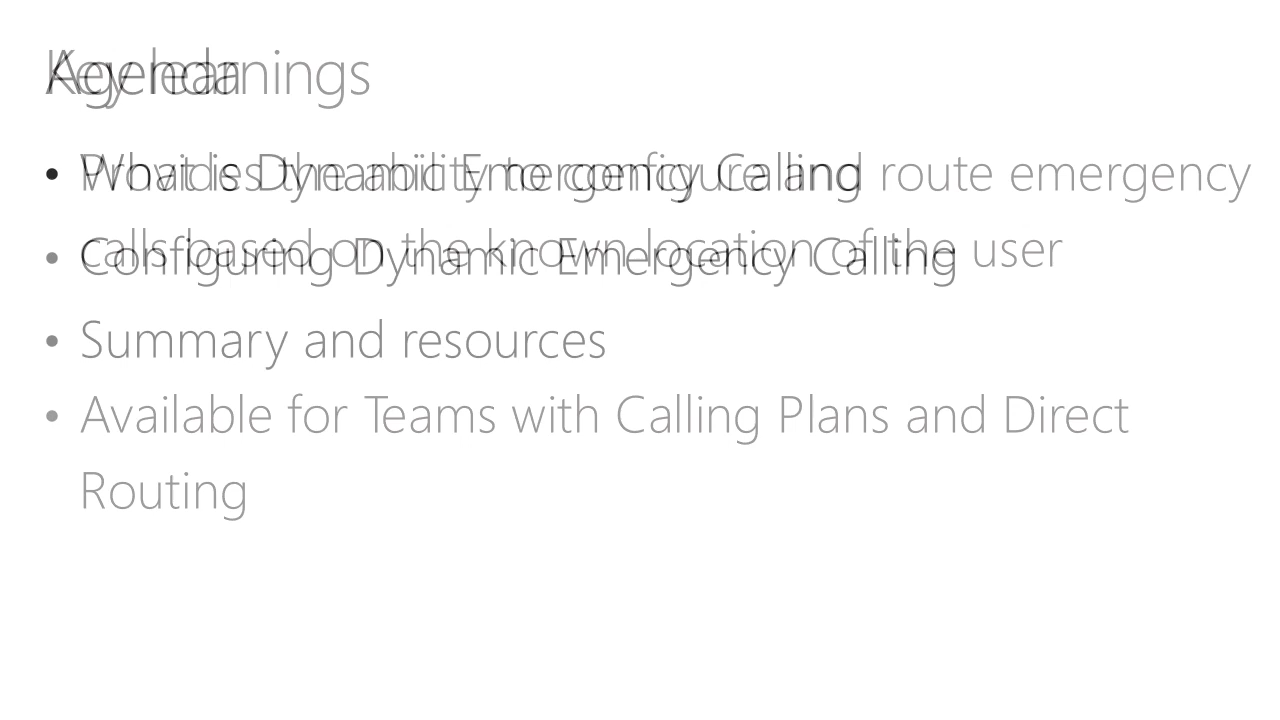 Agenda
Key learnings
• What is Dynamic Emergency Calling
• Provides the ability to configure and route emergency
calls based on the known location of the user
• Configuring Dynamic Emergency Calling
• Summary and resources
• Available for Teams with Calling Plans and Direct
Routing